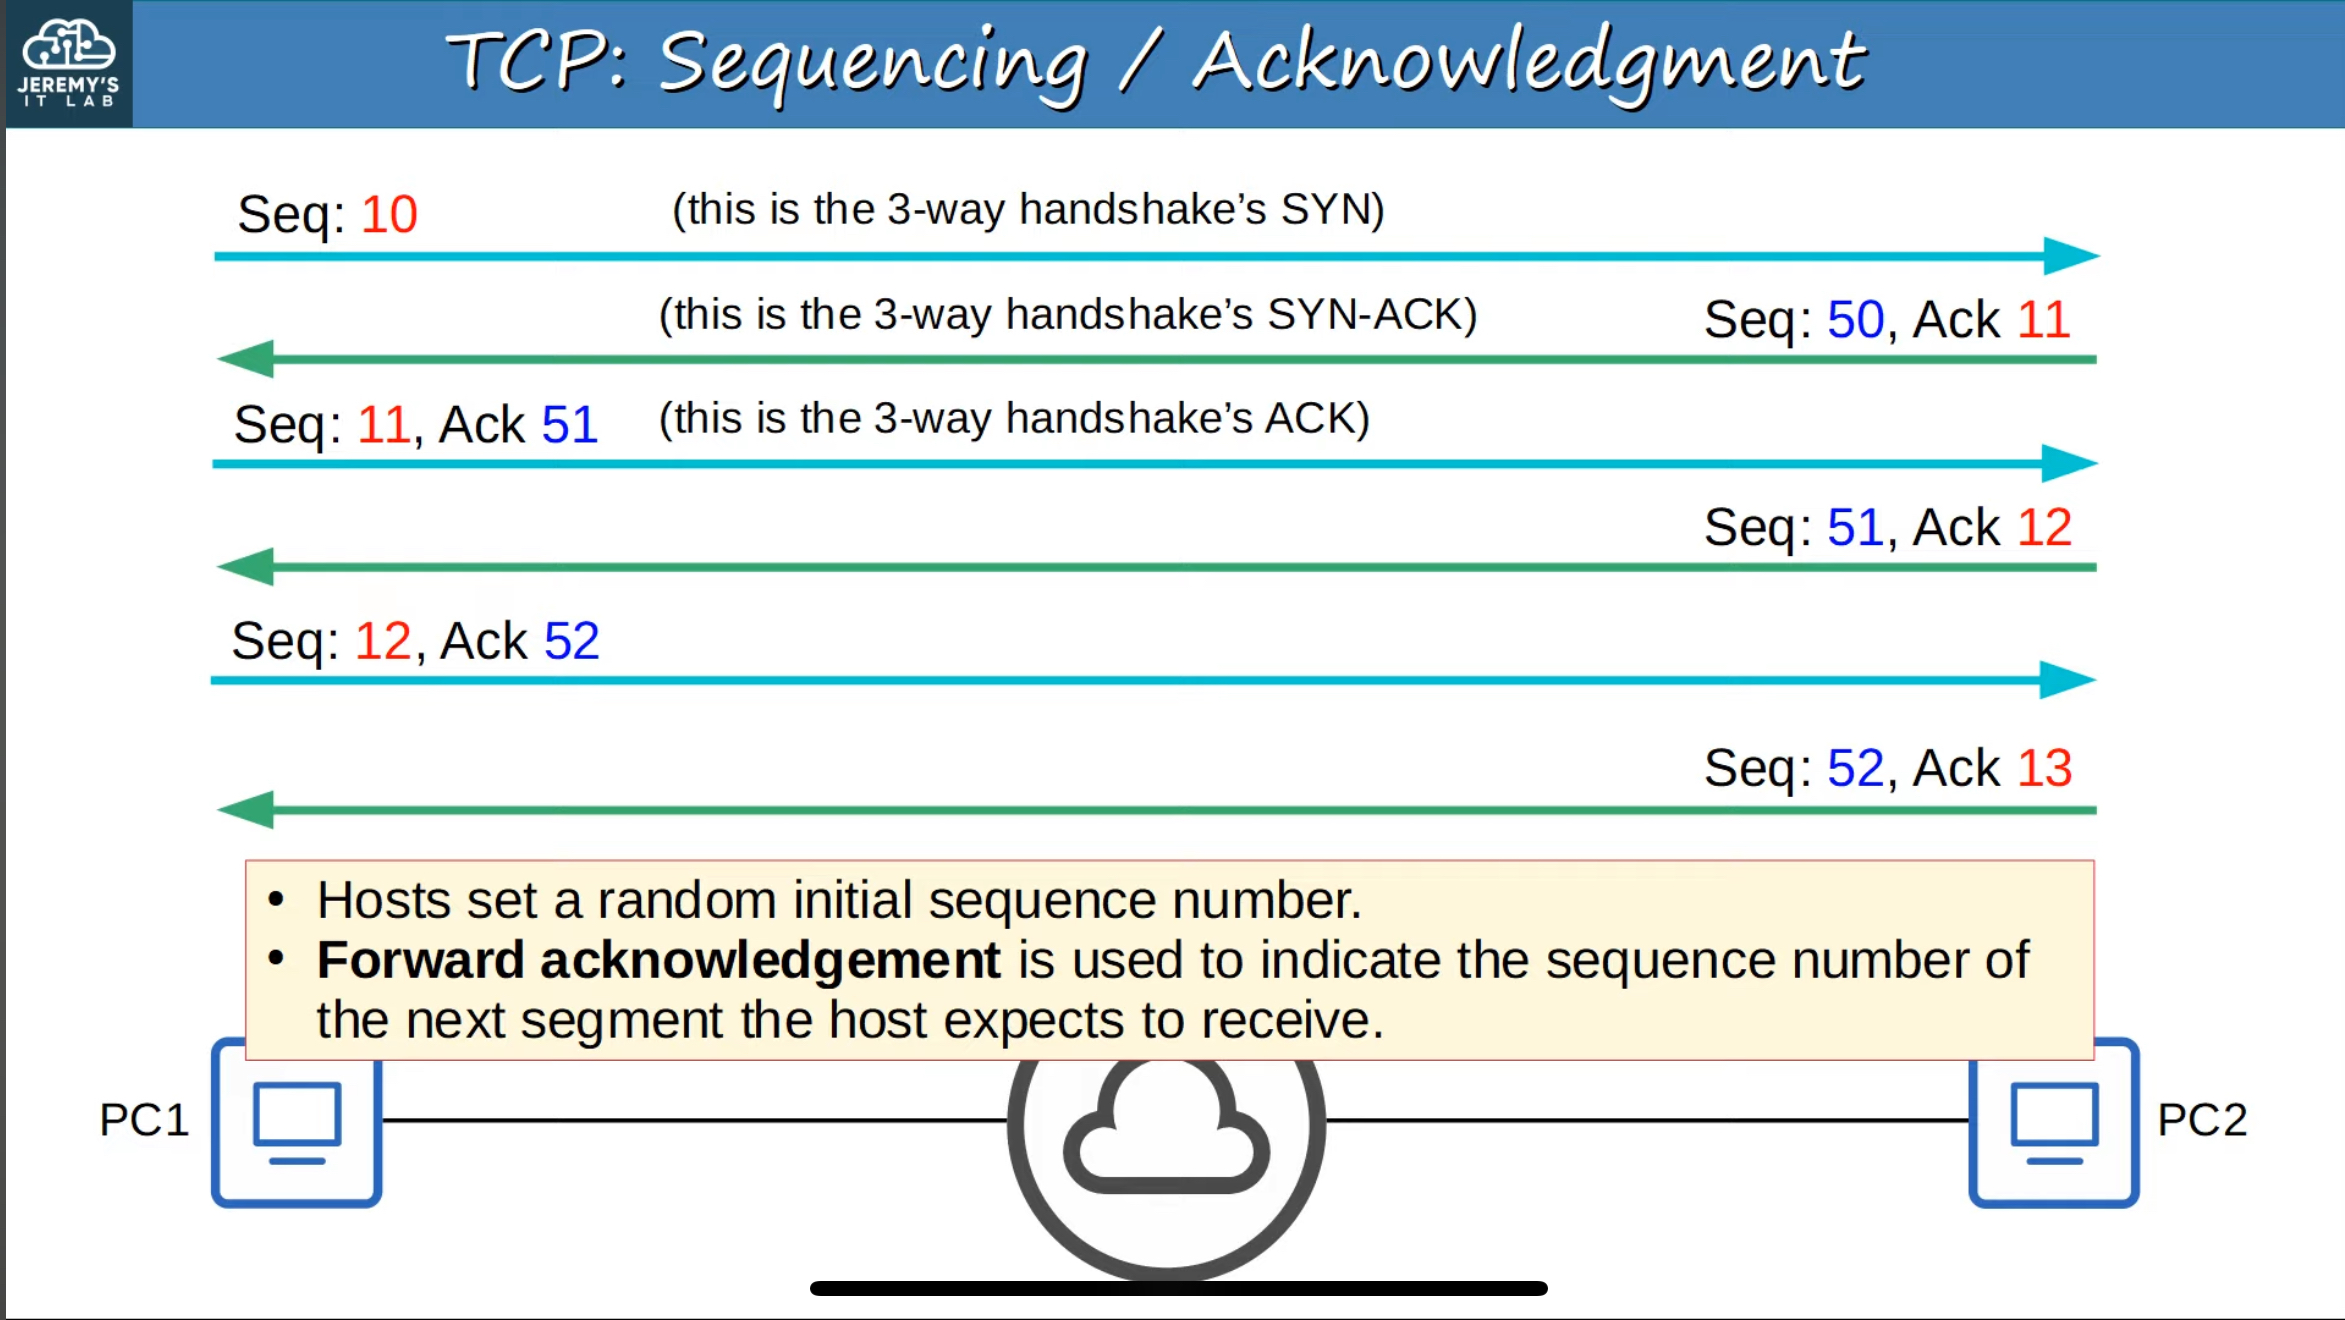 JEREMY'S
IT LAB
TCP: Sequencing / Acknowledgment
Seq: 10 (this is the 3-way handshake’s SYN)
(this is the 3-way handshake’s SYN-ACK) Seq: 50, Ack 11
Seq: 11, Ack 51 (this is the 3-way handshake’s ACK)
Seq: 51, Ack 12
Seq: 12, Ack 52
Seq: 52, Ack 13
• Hosts set a random initial sequence number.
• Forward acknowledgement is used to indicate the sequence number of
the next segment the host expects to receive.
PC1 PC2